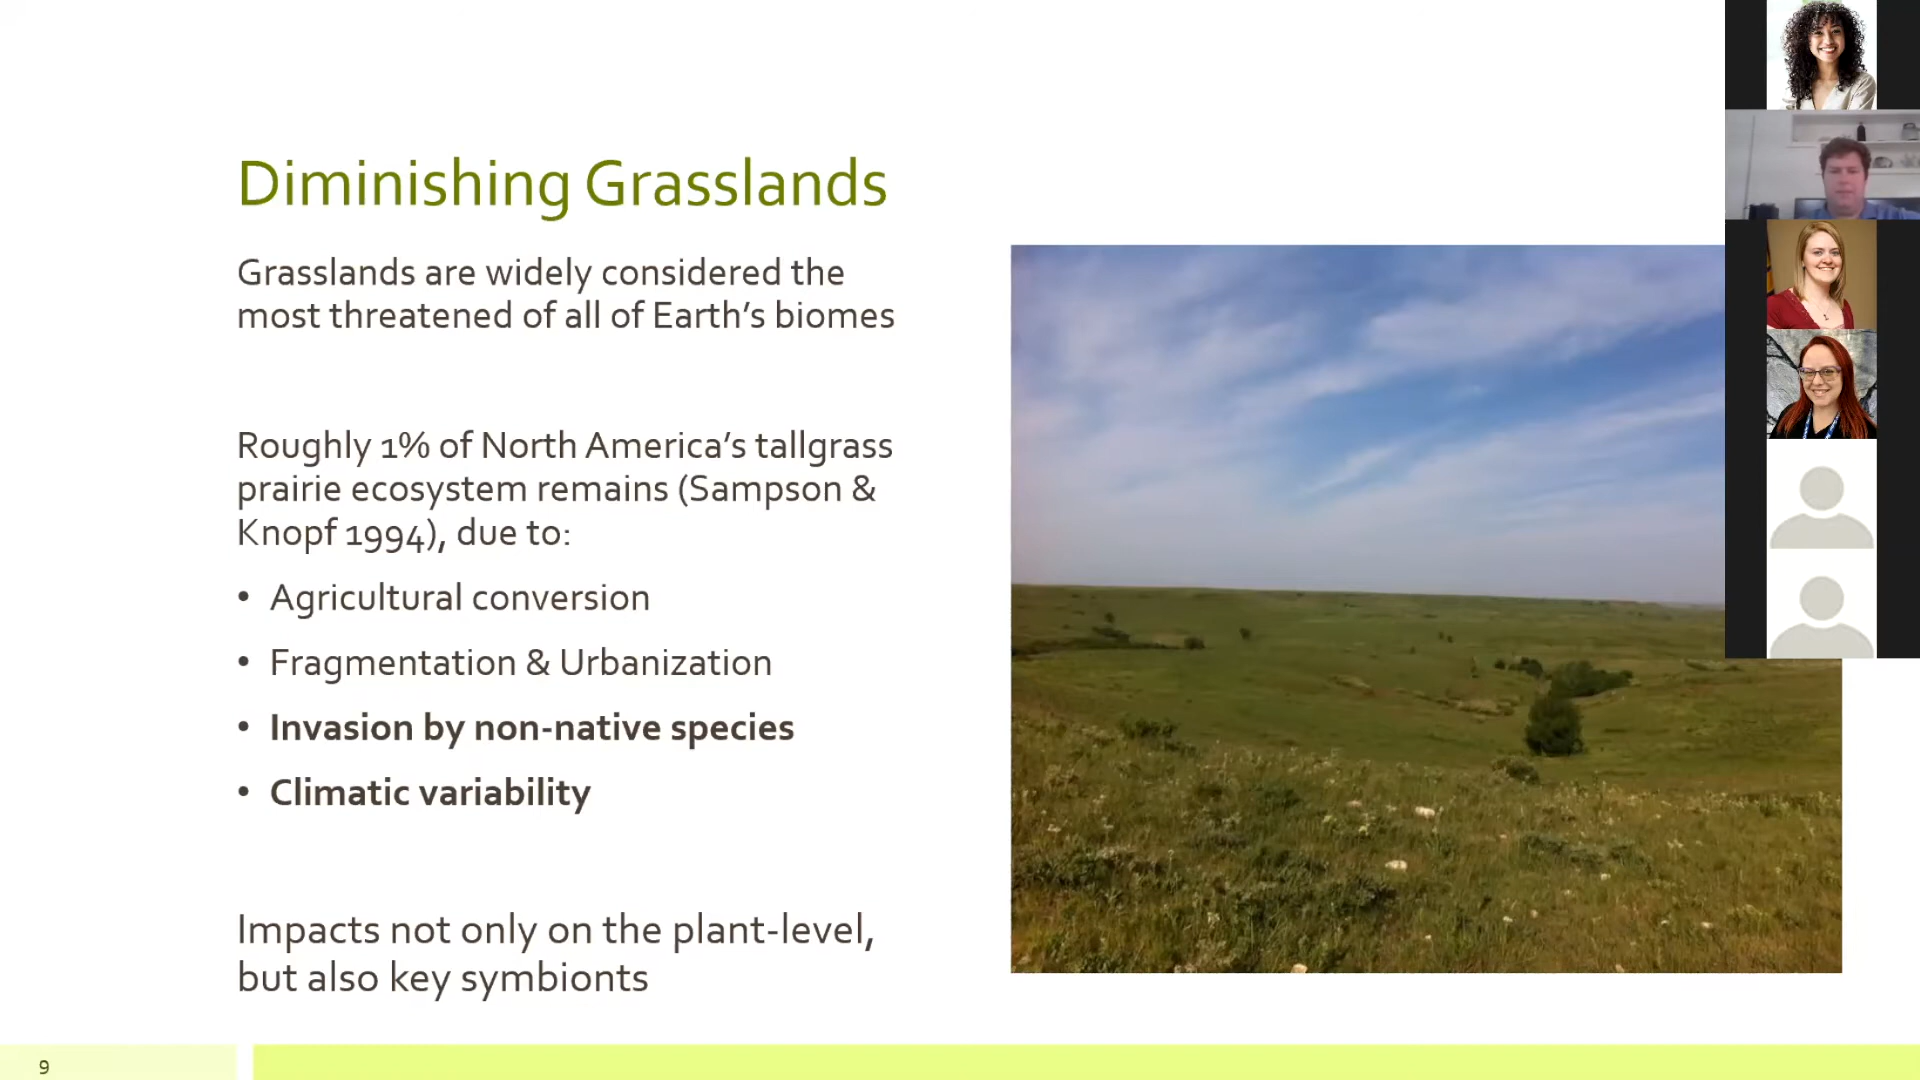 Diminishing Grasslands
Grasslands are widely considered the
most threatened of all of Earth’s biomes
Roughly 1% of North America’s tallgrass
prairie ecosystem remains (Sampson &
Knopf 1994), due to:
• Agricultural conversion
• Fragmentation & Urbanization
• Invasion by non-native species
• Climatic variability
Impacts not only on the plant-level,
but also key symbionts
9